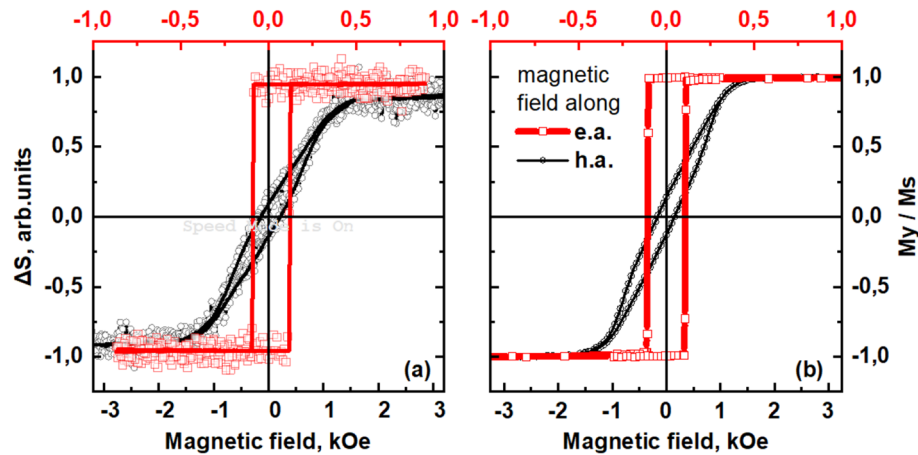 -1,0 -0,5 0,0 0,5 1,0 -1,0 -0,5 0,0 0,5 1,0
1,0
0,5
0,0
-0,5
-1,0
ΔS, arb.units
Speed is On
(a)
-3 -2 -1 0 1 2 3
Magnetic field, kOe
magnetic
field along
e.a.
h.a.
1,0
0,5
0,0
-0,5
-1,0
My / Ms
(b)
-3 -2 -1 0 1 2 3
Magnetic field, kOe